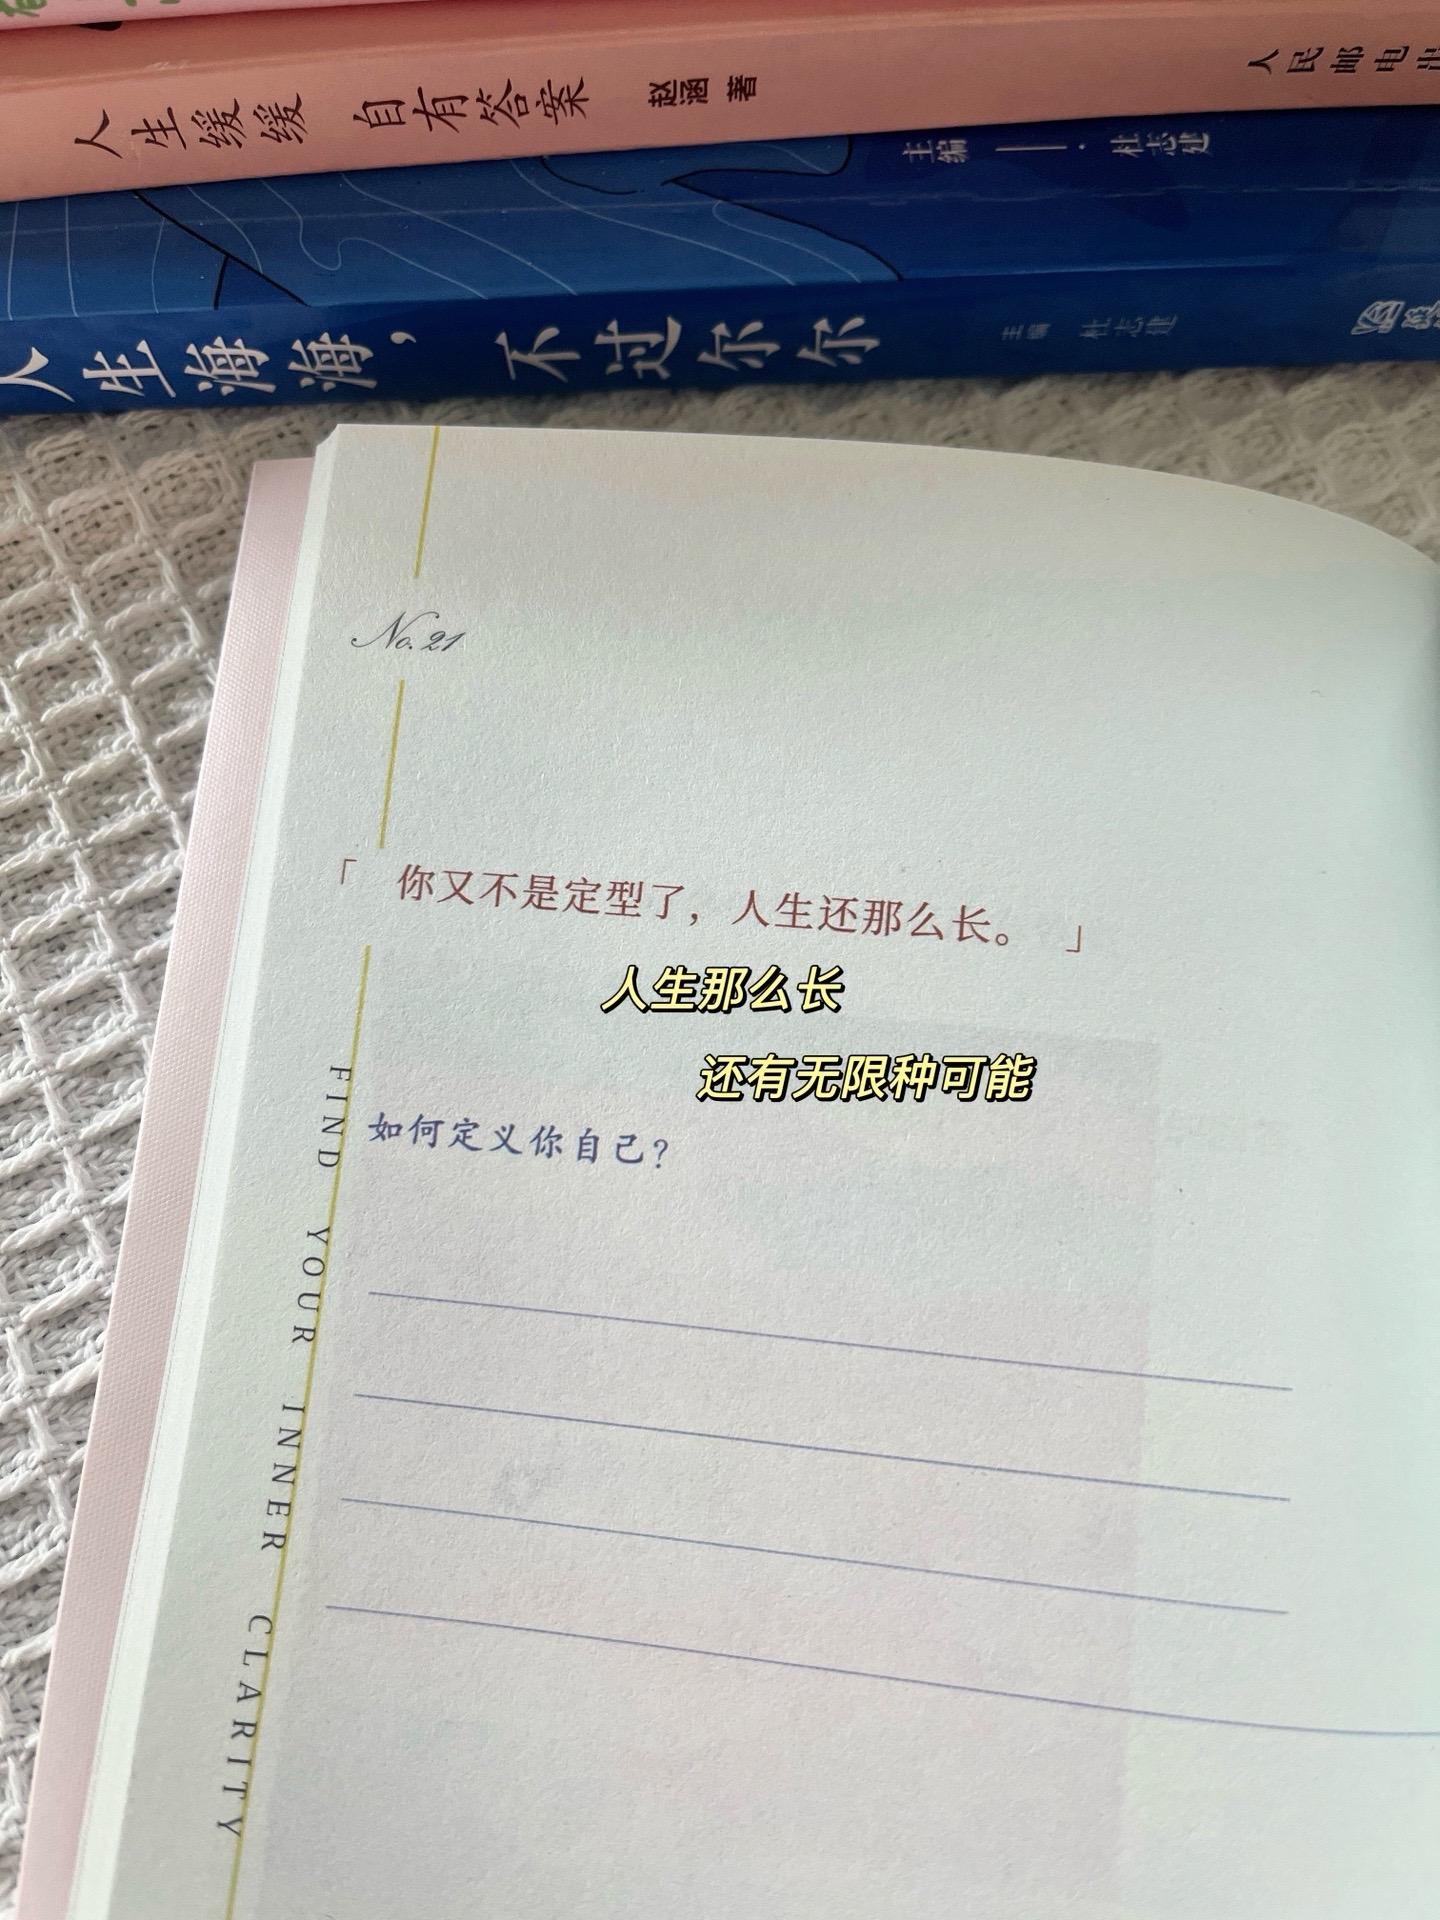 人生缓缓 自有答案 赵涵 著 人民邮电出
主编 杜志建
人生海海，不过尔尔 主编 杜志建
No.21
「 你又不是定型了，人生还那么长。 」
人生那么长
还有无限种可能
如何定义你自己？
FIND YOUR INNER CLARITY